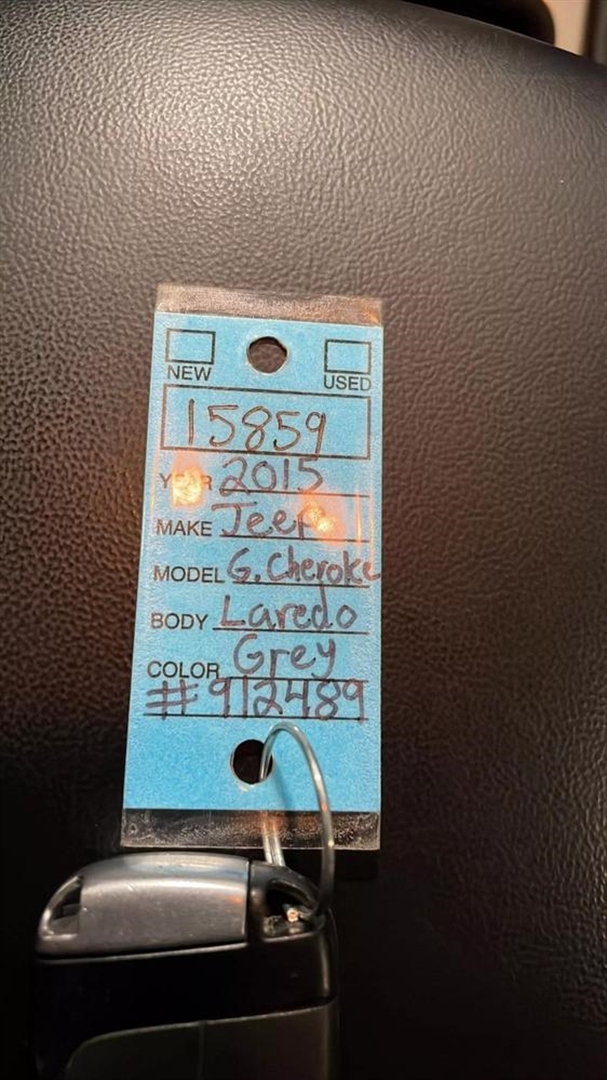 NEW USED
15859
YEAR 2015
MAKE Jeep
MODEL G. Cheroke
BODY Laredo
COLOR Grey
#912489